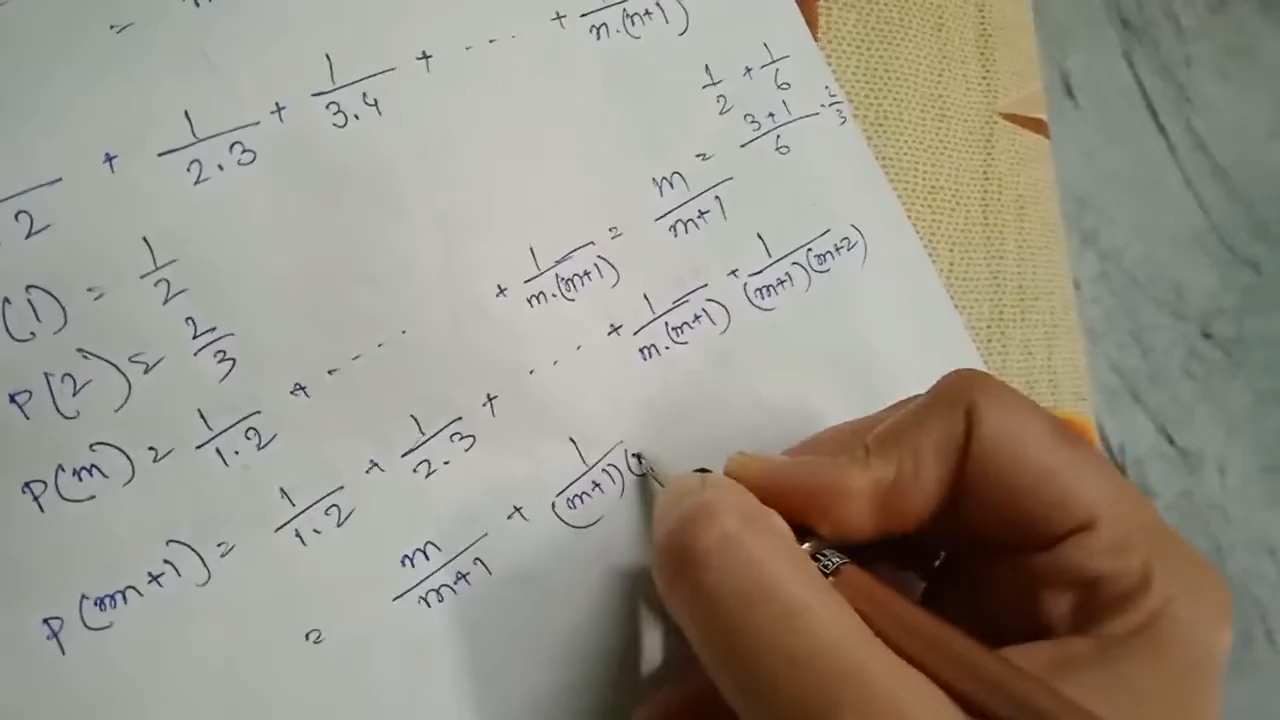 =
+ 1/(2.3) + 1/(3.4) + ... + /n.(n+1)
2
1/2 + 1/6
(1) = 1/2
m/(m+1) = (3+1)/6 = 2/3
P(2) = 2/3
P(m) = 1/(1.2) + .... + 1/(m.(m+1)) =
P(m+1) = 1/(1.2) + 1/(2.3) + .... + 1/(m.(m+1)) + 1/((m+1)(m+2))
= m/(m+1) + 1/((m+1)(